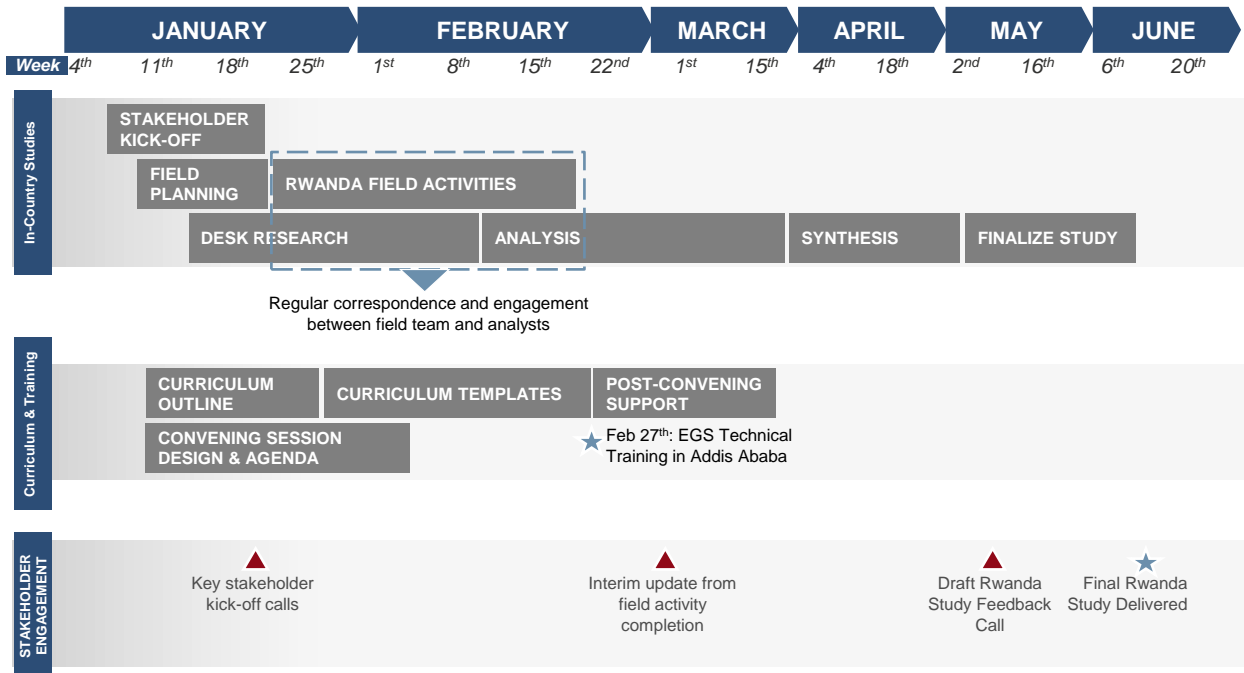 JANUARY FEBRUARY MARCH APRIL MAY JUNE
Week 4th 11th 18th 25th 1st 8th 15th 22nd 1st 15th 4th 18th 2nd 16th 6th 20th
In-Country Studies
STAKEHOLDER
KICK-OFF
FIELD
PLANNING
RWANDA FIELD ACTIVITIES
DESK RESEARCH
ANALYSIS
SYNTHESIS
FINALIZE STUDY
Regular correspondence and engagement
between field team and analysts
Curriculum & Training
CURRICULUM
OUTLINE
CURRICULUM TEMPLATES
POST-CONVENING
SUPPORT
CONVENING SESSION
DESIGN & AGENDA
Feb 27th: EGS Technical
Training in Addis Ababa
STAKEHOLDER
ENGAGEMENT
Key stakeholder
kick-off calls
Interim update from
field activity
completion
Draft Rwanda
Study Feedback
Call
Final Rwanda
Study Delivered